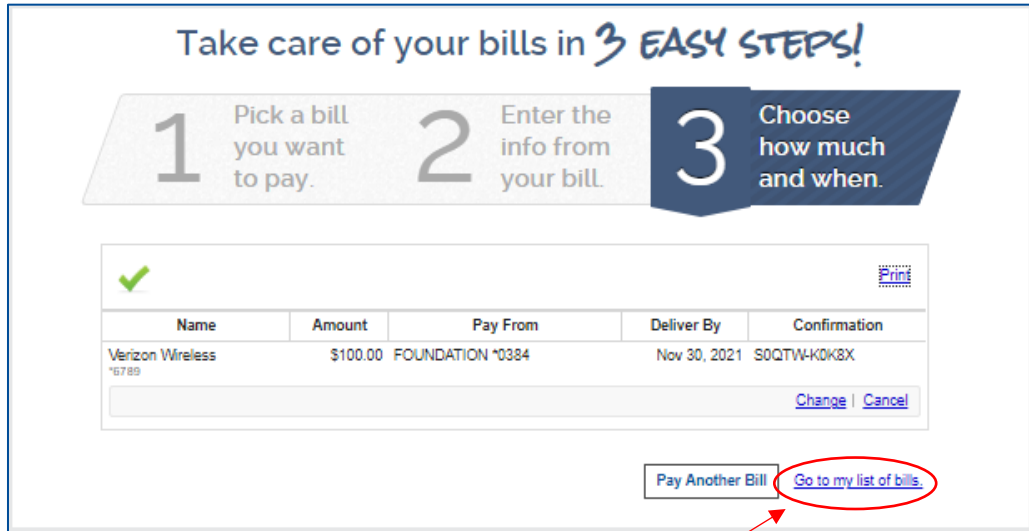 Take care of your bills in 3 EASY STEPS!
1 Pick a bill
you want
to pay.
2 Enter the
info from
your bill.
3 Choose
how much
and when.
Print
Name Amount Pay From Deliver By Confirmation
Verizon Wireless $100.00 FOUNDATION *0384 Nov 30, 2021 S0QTW-K0K8X
*6789
Change | Cancel
Pay Another Bill Go to my list of bills.